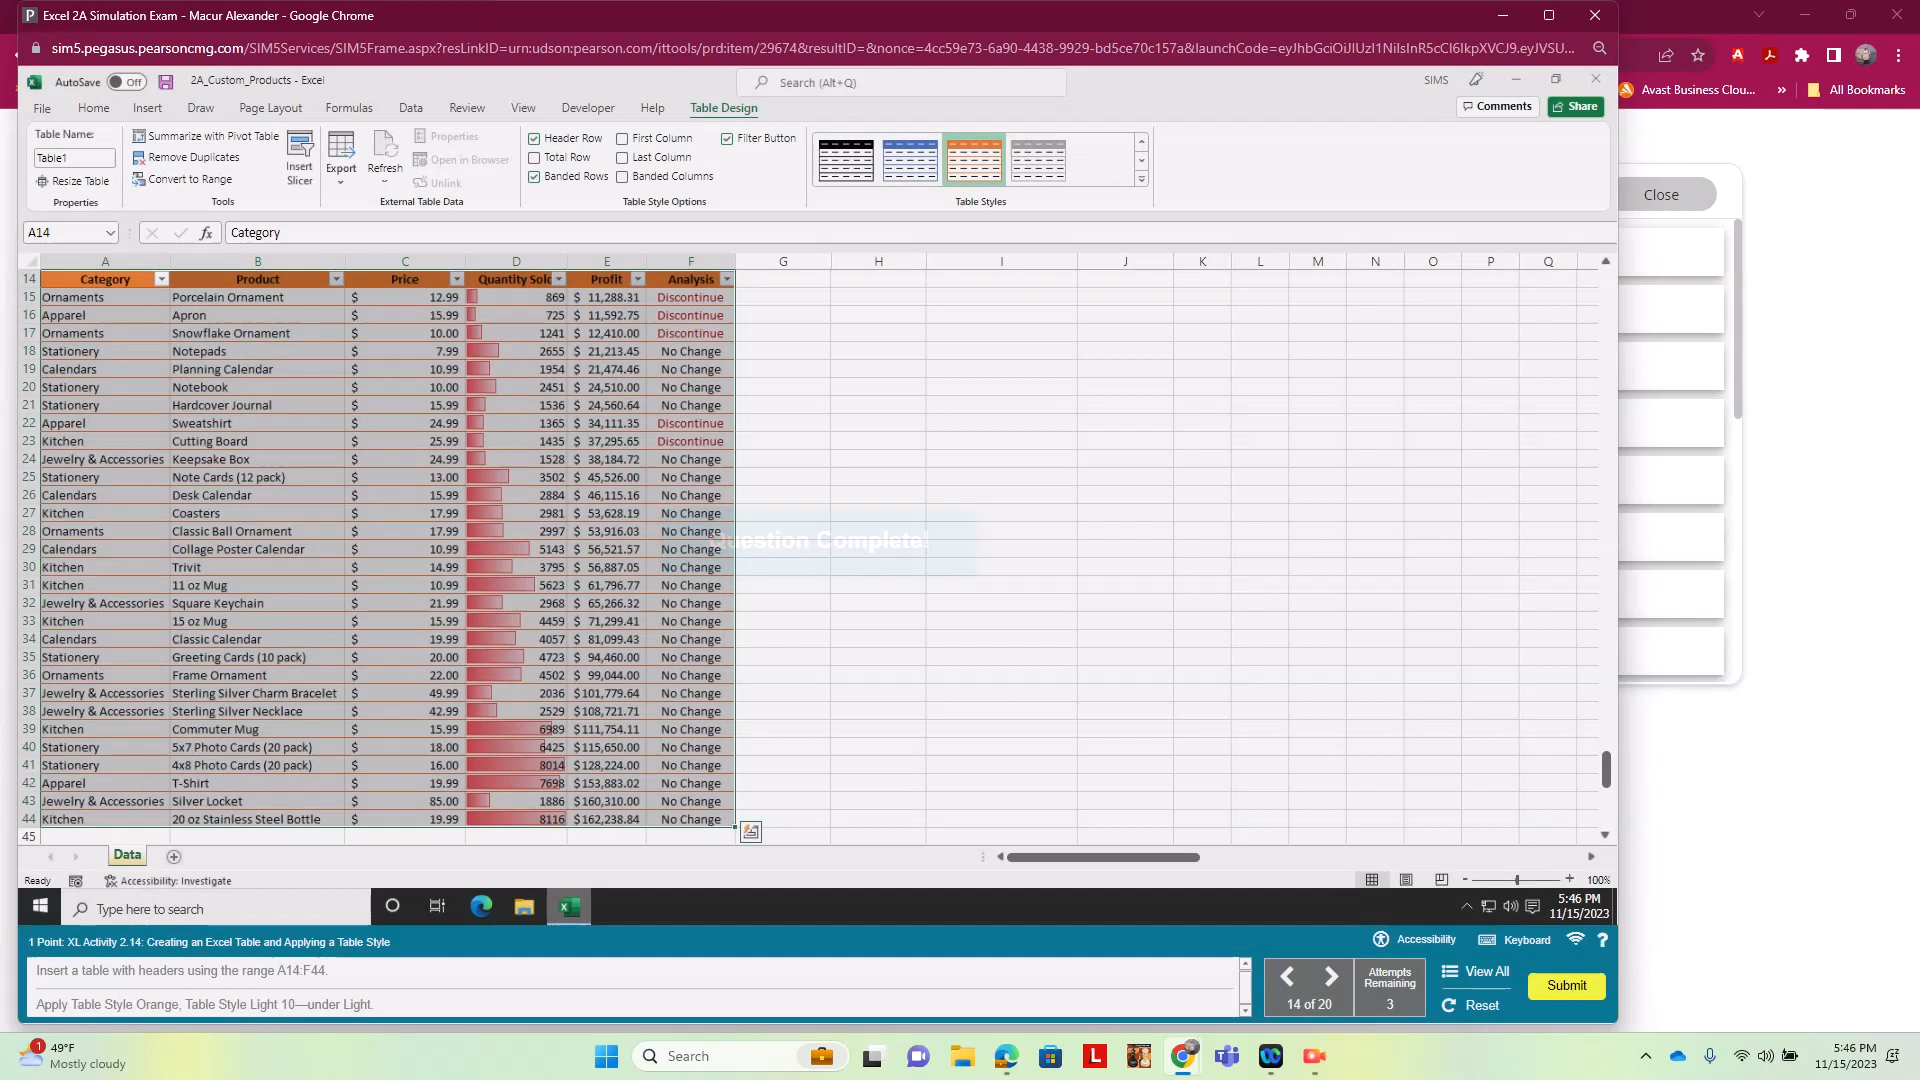 Excel 2A Simulation Exam - Macur Alexander - Google Chrome
sim5.pegasus.pearsoncmg.com/SIM5Services/SIM5Frame.aspx?resLinkID=urn:udson:pearson.com/ittools/prd:item/29674&resultID=&nonce=4cc59e73-6a90-4438-9929-bd5ce70c157a&launchCode=eyJhbGciOiJIUzI1NiIsInR5cCI6IkpXVCJ9.eyJVSU...
AutoSave Off 2A_Custom_Products - Excel Search (Alt+Q) SIMS
Avast Business Clou... » All Bookmarks
File Home Insert Draw Page Layout Formulas Data Review View Developer Help Table Design Comments Share
Table Name: Summarize with Pivot Table Properties Header Row First Column Filter Button
Table1 Remove Duplicates Insert Slicer Export Refresh Open in Browser Total Row Last Column
Resize Table Convert to Range Unlink Banded Rows Banded Columns
Properties Tools External Table Data Table Style Options Table Styles
Close
A14 fx Category
A B C D E F G H I J K L M N O P Q
14 Category Product Price Quantity Sold Profit Analysis
15 Ornaments Porcelain Ornament $ 12.99 869 $ 11,288.31 Discontinue
16 Apparel Apron $ 15.99 725 $ 11,592.75 Discontinue
17 Ornaments Snowflake Ornament $ 10.00 1241 $ 12,410.00 Discontinue
18 Stationery Notepads $ 7.99 2655 $ 21,213.45 No Change
19 Calendars Planning Calendar $ 10.99 1954 $ 21,474.46 No Change
20 Stationery Notebook $ 10.00 2451 $ 24,510.00 No Change
21 Stationery Hardcover Journal $ 15.99 1536 $ 24,560.64 No Change
22 Apparel Sweatshirt $ 24.99 1365 $ 34,111.35 Discontinue
23 Kitchen Cutting Board $ 25.99 1435 $ 37,295.65 Discontinue
24 Jewelry & Accessories Keepsake Box $ 24.99 1528 $ 38,184.72 No Change
25 Stationery Note Cards (12 pack) $ 13.00 3502 $ 45,526.00 No Change
26 Calendars Desk Calendar $ 15.99 2884 $ 46,115.16 No Change
27 Kitchen Coasters $ 17.99 2981 $ 53,628.19 No Change
28 Ornaments Classic Ball Ornament $ 17.99 2997 $ 53,916.03 No Change
Question Complete!
29 Calendars Collage Poster Calendar $ 10.99 5143 $ 56,521.57 No Change
30 Kitchen Trivit $ 14.99 3795 $ 56,887.05 No Change
31 Kitchen 11 oz Mug $ 10.99 5623 $ 61,796.77 No Change
32 Jewelry & Accessories Square Keychain $ 21.99 2968 $ 65,266.32 No Change
33 Kitchen 15 oz Mug $ 15.99 4459 $ 71,299.41 No Change
34 Calendars Classic Calendar $ 19.99 4057 $ 81,099.43 No Change
35 Stationery Greeting Cards (10 pack) $ 20.00 4723 $ 94,460.00 No Change
36 Ornaments Frame Ornament $ 22.00 4502 $ 99,044.00 No Change
37 Jewelry & Accessories Sterling Silver Charm Bracelet $ 49.99 2036 $101,779.64 No Change
38 Jewelry & Accessories Sterling Silver Necklace $ 42.99 2529 $108,721.71 No Change
39 Kitchen Commuter Mug $ 15.99 6989 $111,754.11 No Change
40 Stationery 5x7 Photo Cards (20 pack) $ 18.00 6425 $115,650.00 No Change
41 Stationery 4x8 Photo Cards (20 pack) $ 16.00 8014 $128,224.00 No Change
42 Apparel T-Shirt $ 19.99 7698 $153,883.02 No Change
43 Jewelry & Accessories Silver Locket $ 85.00 1886 $160,310.00 No Change
44 Kitchen 20 oz Stainless Steel Bottle $ 19.99 8116 $162,238.84 No Change
45
Data
Ready Accessibility: Investigate 100%
Type here to search 5:46 PM
11/15/2023
1 Point: XL Activity 2.14: Creating an Excel Table and Applying a Table Style Accessibility Keyboard ?
Insert a table with headers using the range A14:F44.
Apply Table Style Orange, Table Style Light 10—under Light.
14 of 20 Attempts Remaining 3 View All Reset Submit
1 49°F
Mostly cloudy
Search L 5:46 PM
11/15/2023